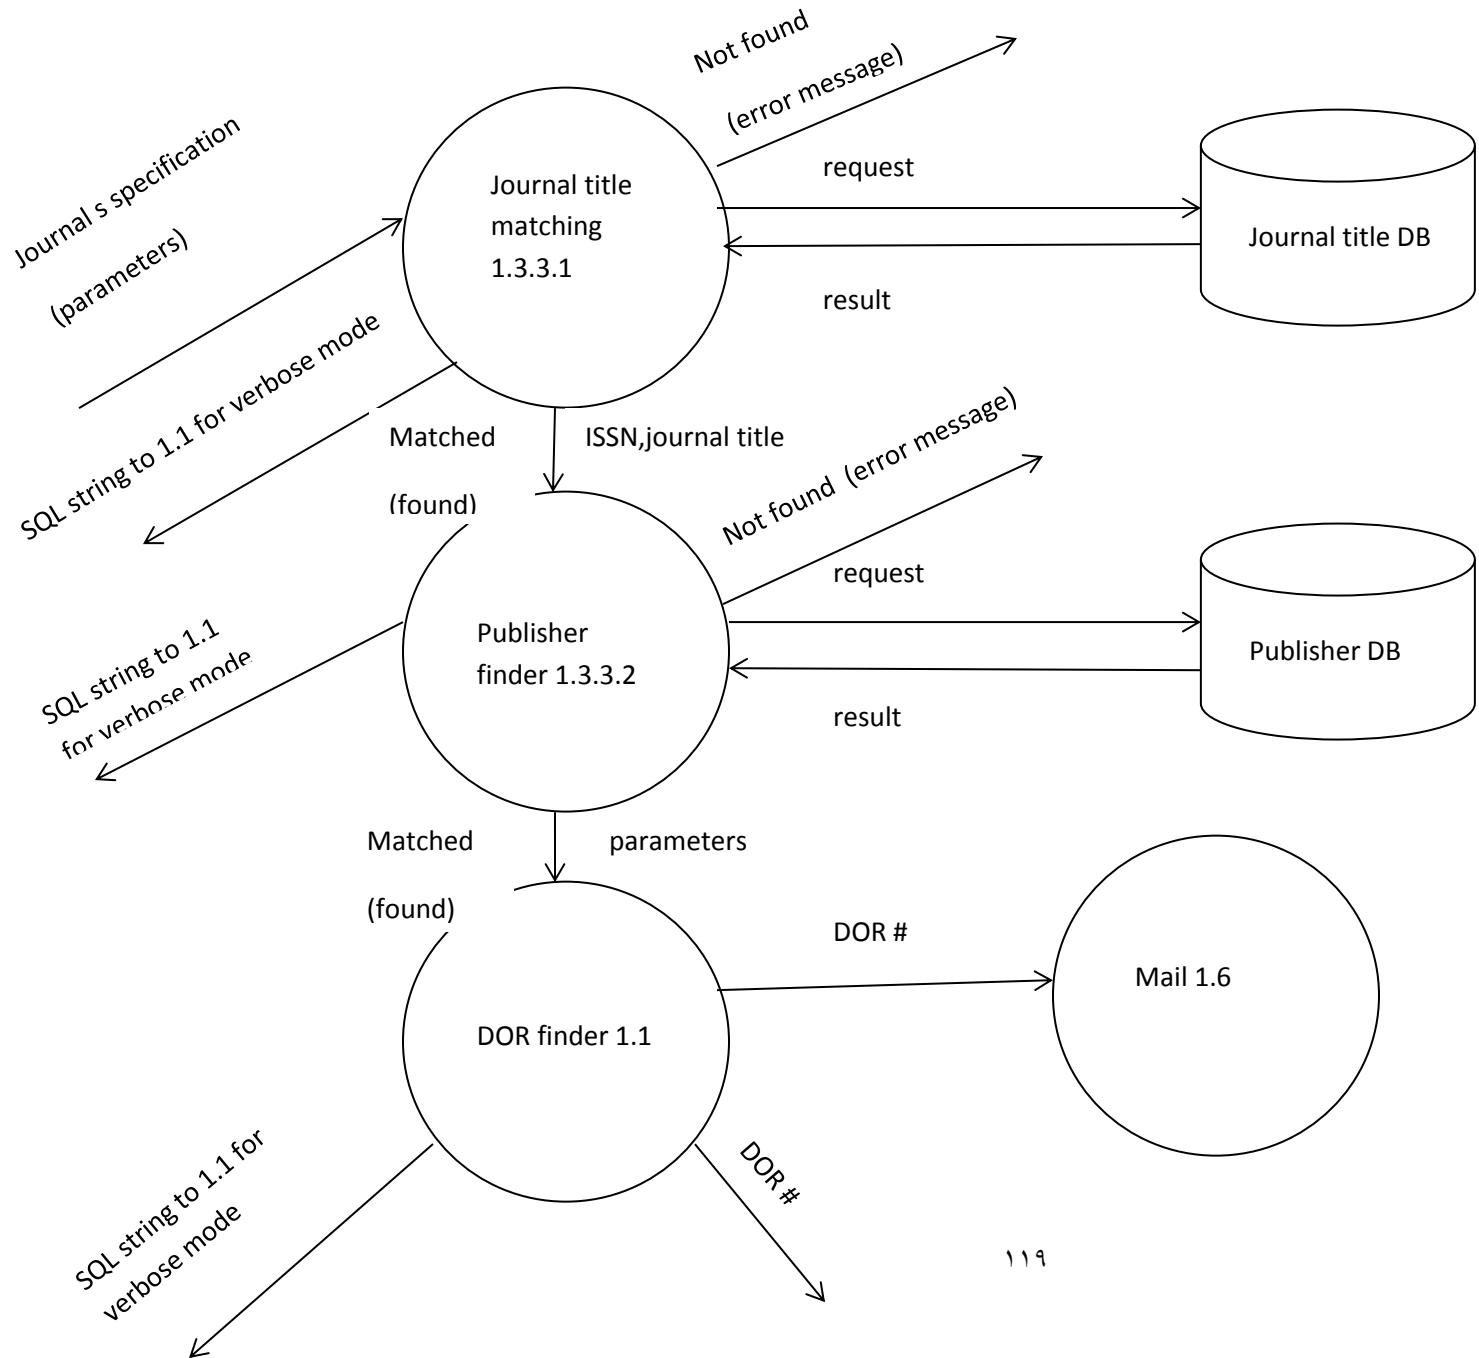 Not found
(error message)
Journal s specification
(parameters)
Journal title
matching
1.3.3.1
request
result
Journal title DB
SQL string to 1.1 for verbose mode
Matched
(found)
ISSN,journal title
Not found (error message)
request
result
Publisher
finder 1.3.3.2
Publisher DB
SQL string to 1.1
for verbose mode
Matched
(found)
parameters
DOR #
Mail 1.6
DOR finder 1.1
DOR #
SQL string to 1.1 for
verbose mode
١١٩